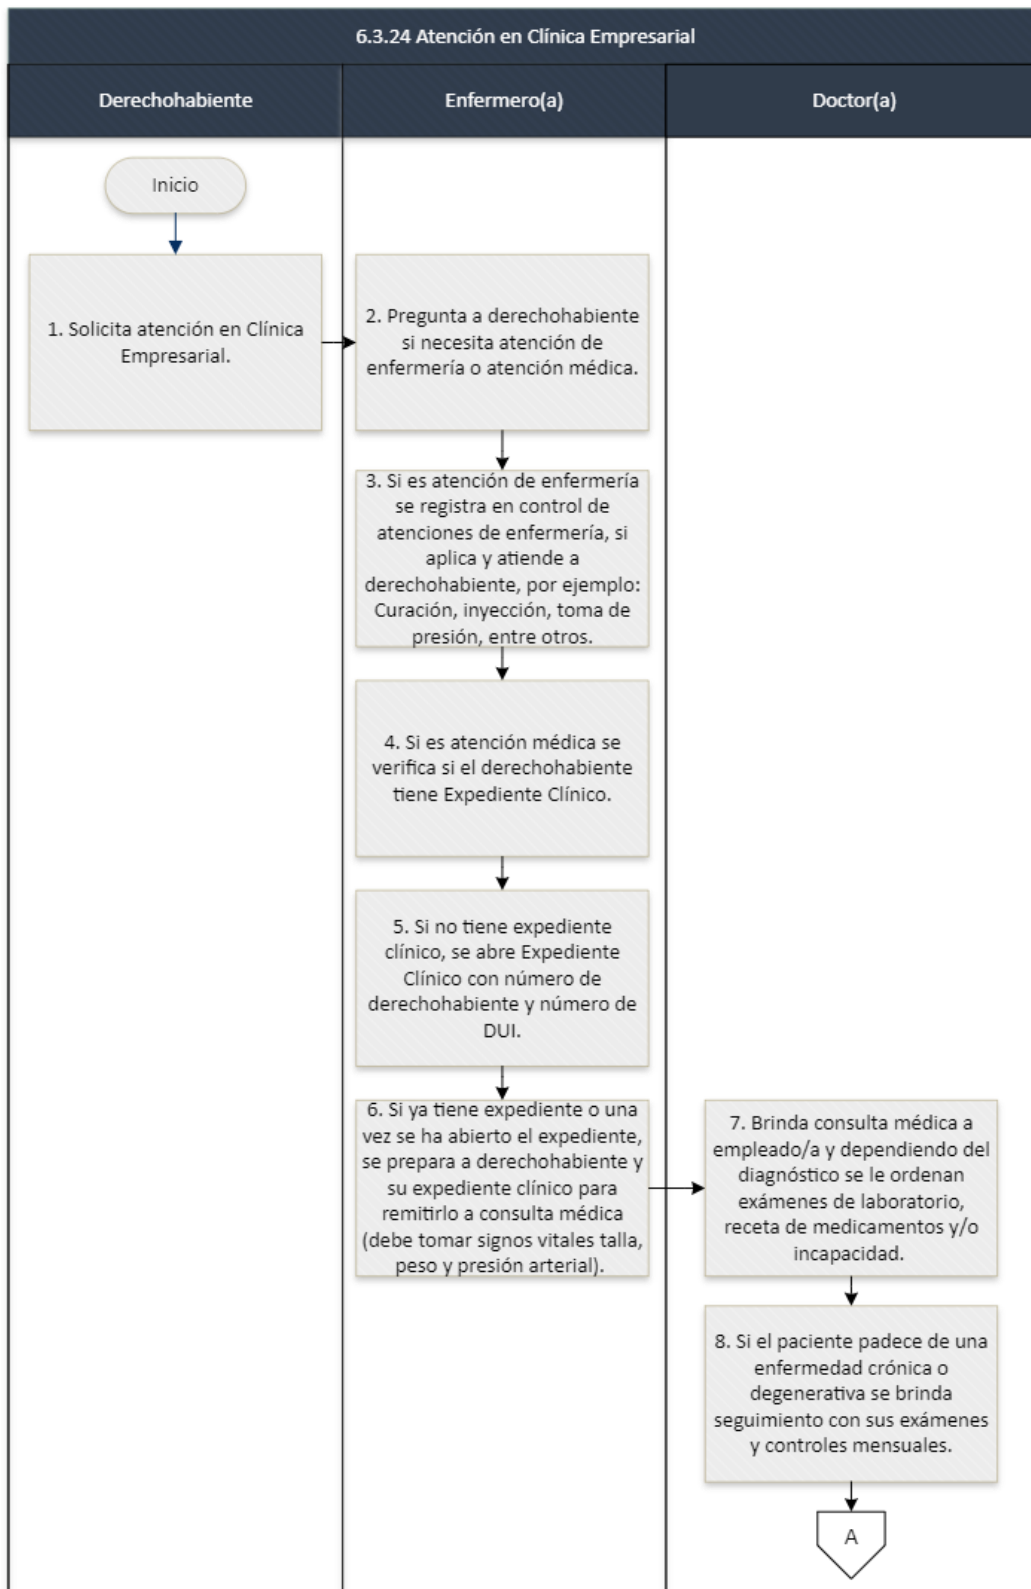 6.3.24 Atención en Clínica Empresarial
Derechohabiente
Enfermero(a)
Doctor(a)
Inicio
1. Solicita atención en Clínica
Empresarial.
2. Pregunta a derechohabiente
si necesita atención de
enfermería o atención médica.
3. Si es atención de enfermería
se registra en control de
atenciones de enfermería, si
aplica y atiende a
derechohabiente, por ejemplo:
Curación, inyección, toma de
presión, entre otros.
4. Si es atención médica se
verifica si el derechohabiente
tiene Expediente Clínico.
5. Si no tiene expediente
clínico, se abre Expediente
Clínico con número de
derechohabiente y número de
DUI.
6. Si ya tiene expediente o una
vez se ha abierto el expediente,
se prepara a derechohabiente y
su expediente clínico para
remitirlo a consulta médica
(debe tomar signos vitales talla,
peso y presión arterial).
7. Brinda consulta médica a
empleado/a y dependiendo del
diagnóstico se le ordenan
exámenes de laboratorio,
receta de medicamentos y/o
incapacidad.
8. Si el paciente padece de una
enfermedad crónica o
degenerativa se brinda
seguimiento con sus exámenes
y controles mensuales.
A